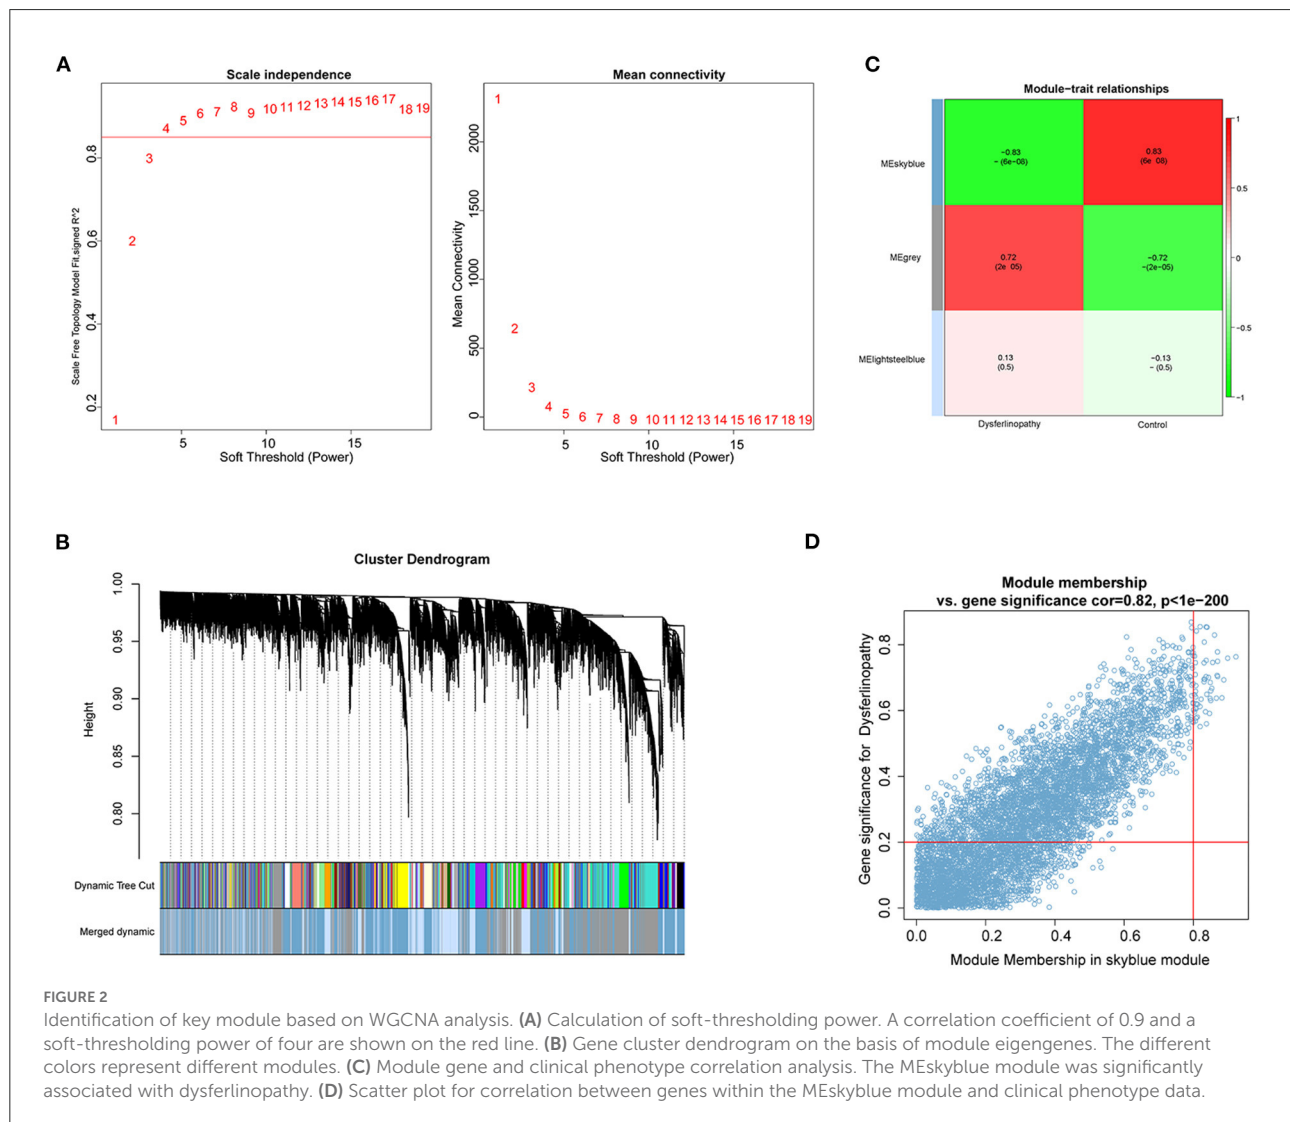 A
Scale independence
Scale Free Topology Model Fit,signed R^2
0.2 0.4 0.6 0.8
1 2 3 4 5 6 7 8 9 10 11 12 13 14 15 16 17 18 19
5 10 15
Soft Threshold (Power)
Mean connectivity
Mean Connectivity
0 500 1000 1500 2000
1 2 3 4 5 6 7 8 9 10 11 12 13 14 15 16 17 18 19
5 10 15
Soft Threshold (Power)
C
Module−trait relationships
MEskyblue
−0.83
− (6e−08)
0.83
(6e 08)
MEgrey
0.72
(2e 05)
−0.72
−(2e−05)
MElightsteelblue
0.13
(0.5)
−0.13
− (0.5)
Dysferlinopathy Control
1
0.5
0
−0.5
−1
B
Cluster Dendrogram
Height
0.80 0.85 0.90 0.95 1.00
Dynamic Tree Cut
Merged dynamic
D
Module membership
vs. gene significance cor=0.82, p<1e−200
Gene significance for Dysferlinopathy
0.0 0.2 0.4 0.6 0.8
0.0 0.2 0.4 0.6 0.8
Module Membership in skyblue module
FIGURE 2
Identification of key module based on WGCNA analysis. (A) Calculation of soft-thresholding power. A correlation coefficient of 0.9 and a
soft-thresholding power of four are shown on the red line. (B) Gene cluster dendrogram on the basis of module eigengenes. The different
colors represent different modules. (C) Module gene and clinical phenotype correlation analysis. The MEskyblue module was significantly
associated with dysferlinopathy. (D) Scatter plot for correlation between genes within the MEskyblue module and clinical phenotype data.